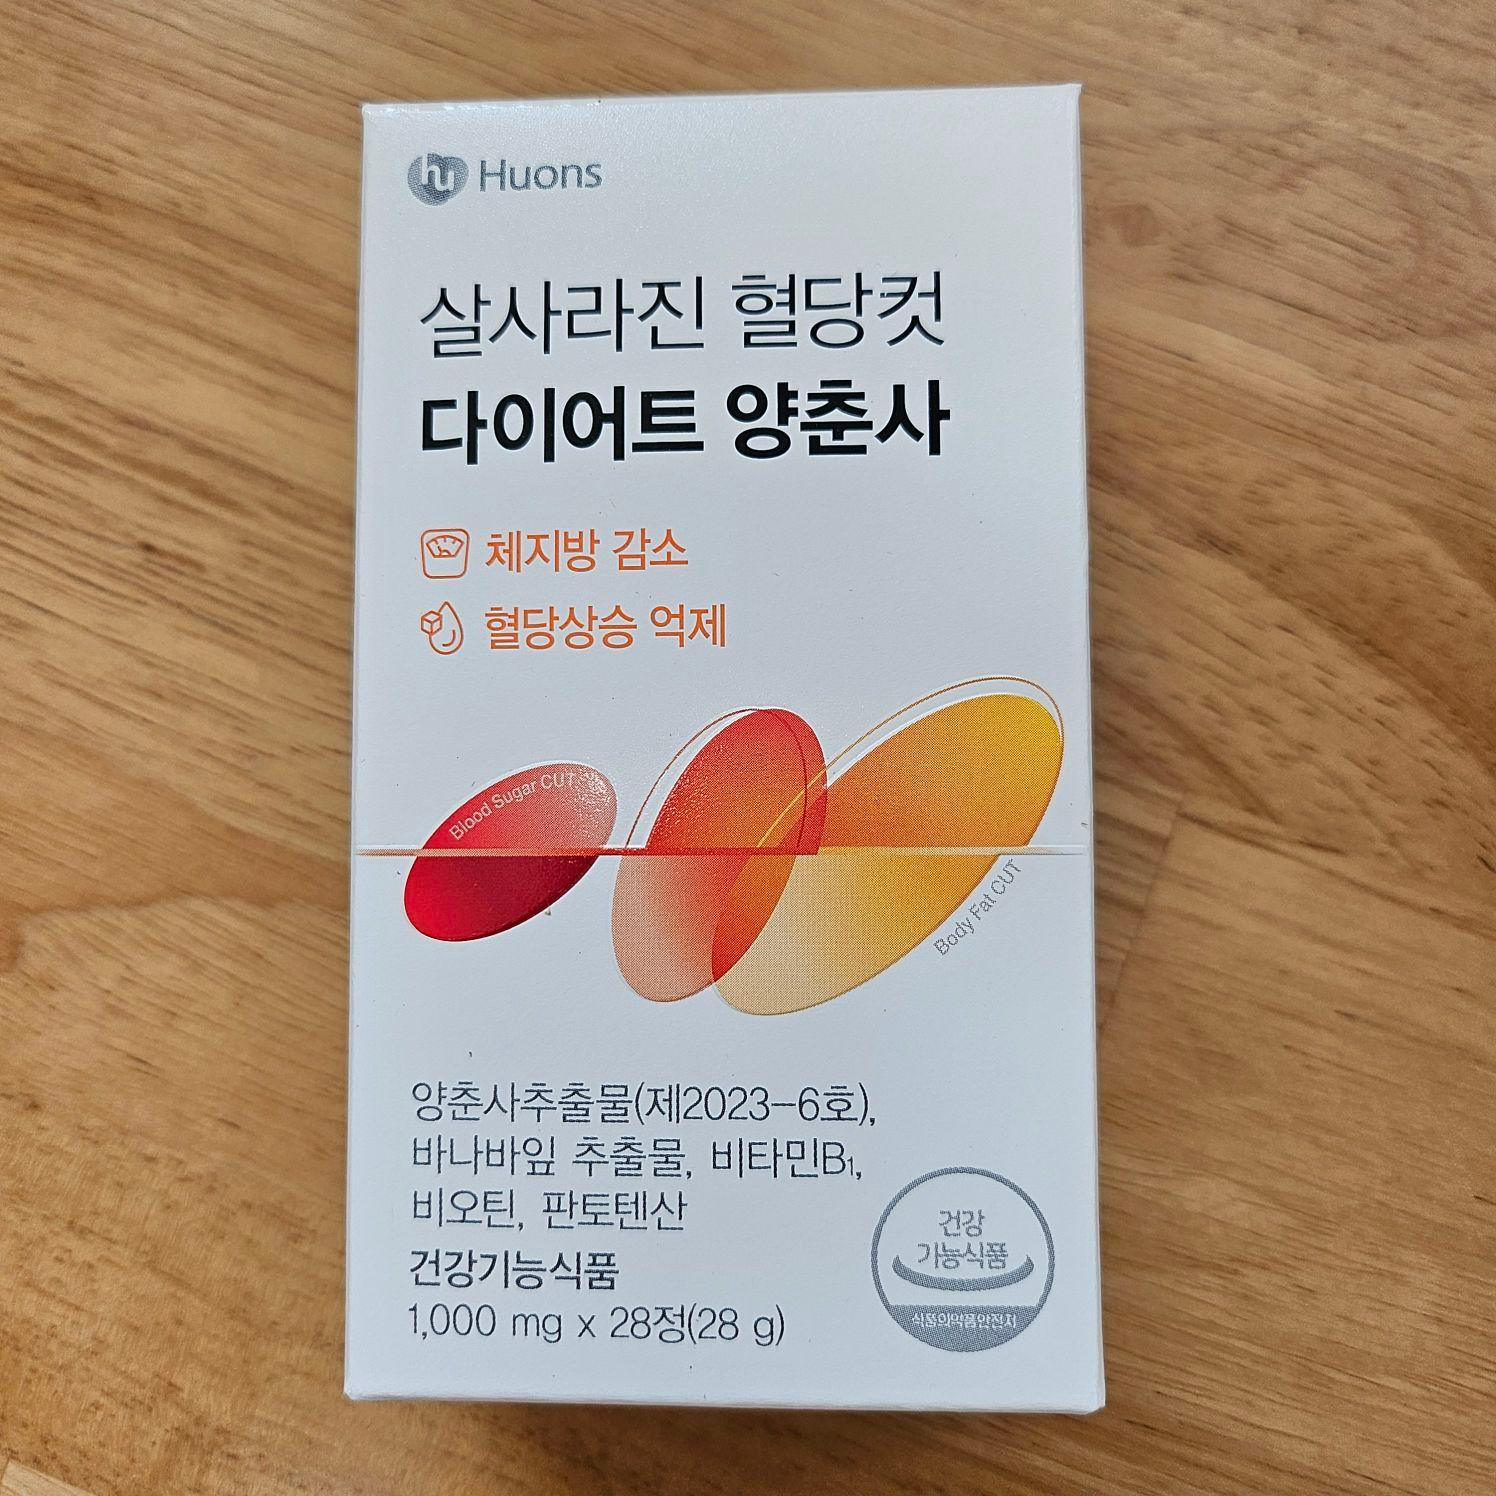 hu Huons
살사라진 혈당컷
다이어트 양춘사
체지방 감소
혈당상승 억제
Blood Sugar CUT
Body Fat CUT
양춘사추출물(제2023-6호),
바나바잎 추출물, 비타민B₁,
비오틴, 판토텐산
건강기능식품
1,000 mg x 28정(28 g)
건강
기능식품
식품의약품안전처